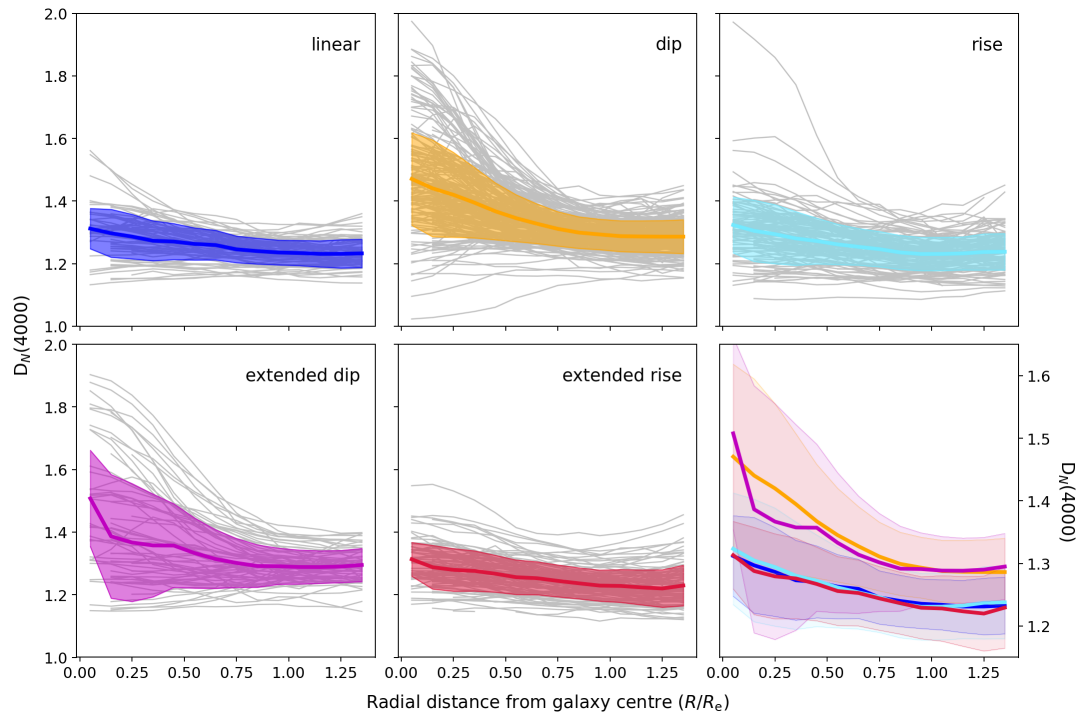 2.0
1.8
1.6
1.4
1.2
1.0
linear
dip
rise
2.0
1.8
1.6
1.4
1.2
1.0
extended dip
extended rise
1.6
1.5
1.4
1.3
1.2
0.00 0.25 0.50 0.75 1.00 1.25
0.00 0.25 0.50 0.75 1.00 1.25
0.00 0.25 0.50 0.75 1.00 1.25
D_N(4000)
D_N(4000)
Radial distance from galaxy centre (R/R_e)